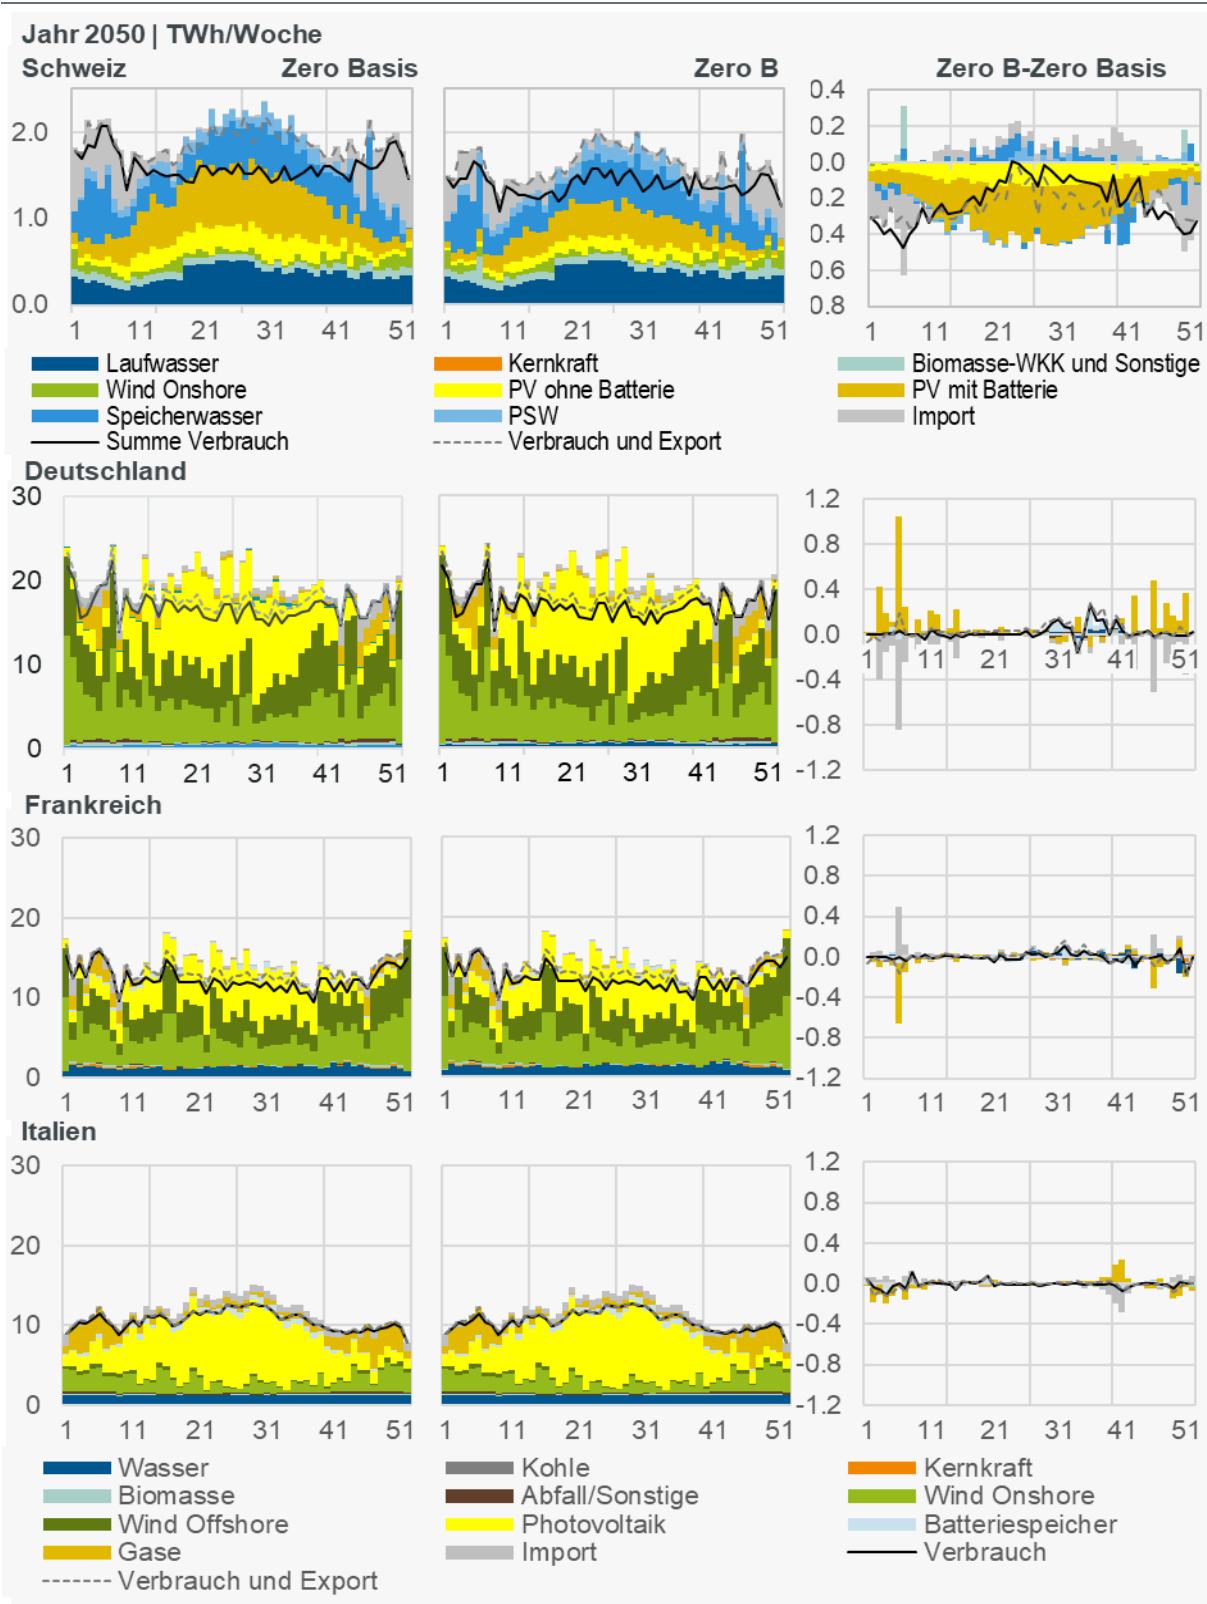 Jahr 2050 | TWh/Woche
Schweiz Zero Basis Zero B Zero B-Zero Basis
2.0
1.0
0.0
1 11 21 31 41 51
1 11 21 31 41 51
0.4
0.2
0.0
0.2
0.4
0.6
0.8
1 11 21 31 41 51
Laufwasser Kernkraft Biomasse-WKK und Sonstige
Wind Onshore PV ohne Batterie PV mit Batterie
Speicherwasser PSW Import
Summe Verbrauch Verbrauch und Export
Deutschland
30
20
10
0
1 11 21 31 41 51
1 11 21 31 41 51
1.2
0.8
0.4
0.0
-0.4
-0.8
-1.2
1 11 21 31 41 51
Frankreich
30
20
10
0
1 11 21 31 41 51
1 11 21 31 41 51
1.2
0.8
0.4
0.0
-0.4
-0.8
-1.2
1 11 21 31 41 51
Italien
30
20
10
0
1 11 21 31 41 51
1 11 21 31 41 51
1.2
0.8
0.4
0.0
-0.4
-0.8
-1.2
1 11 21 31 41 51
Wasser Kohle Kernkraft
Biomasse Abfall/Sonstige Wind Onshore
Wind Offshore Photovoltaik Batteriespeicher
Gase Import Verbrauch
Verbrauch und Export